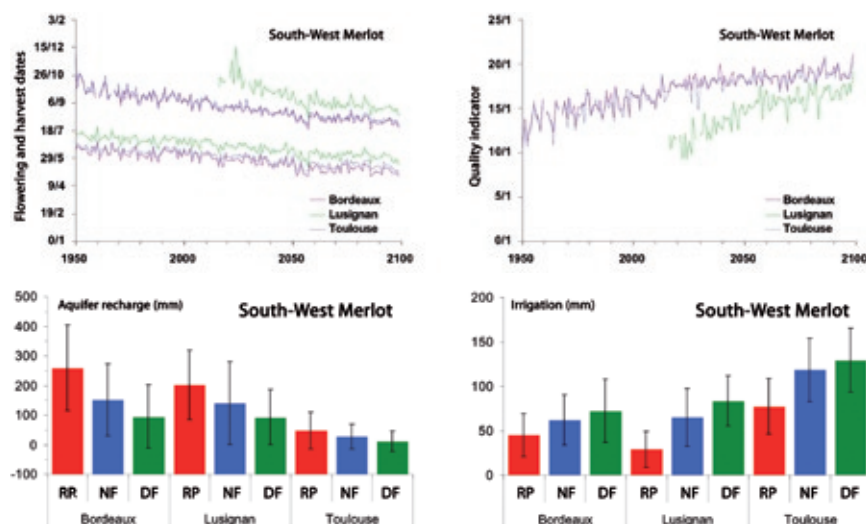 South-West Merlot
Flowering and harvest dates
3/2
15/12
26/10
6/9
18/7
29/5
9/4
19/2
0/1
Bordeaux
Lusignan
Toulouse
1950
2000
2050
2100
South-West Merlot
Quality indicator
25/1
20/1
15/1
10/1
5/1
0/1
Bordeaux
Lusignan
Toulouse
1950
2000
2050
2100
Aquifer recharge (mm)
South-West Merlot
500
400
300
200
100
0
-100
RR NF DF RP NF DF RP NF DF
Bordeaux Lusignan Toulouse
Irrigation (mm)
South-West Merlot
200
150
100
50
0
RP NF DF RP NF DF RP NF DF
Bordeaux Lusignan Toulouse